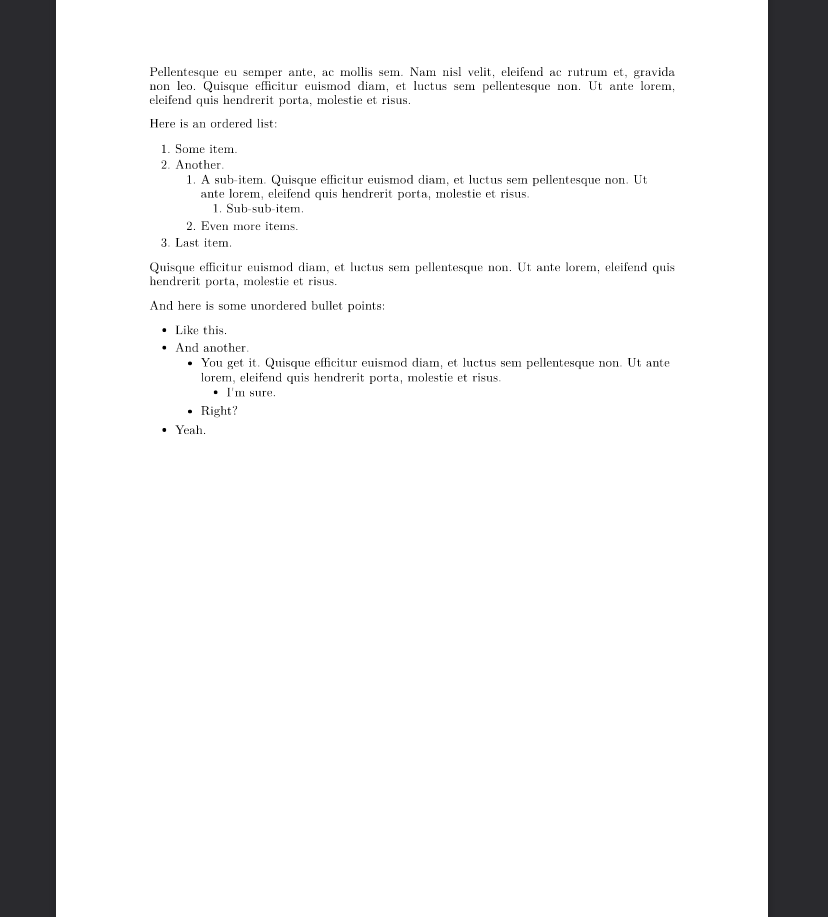 Pellentesque eu semper ante, ac mollis sem. Nam nisl velit, eleifend ac rutrum et, gravida
non leo. Quisque efficitur euismod diam, et luctus sem pellentesque non. Ut ante lorem,
eleifend quis hendrerit porta, molestie et risus.
Here is an ordered list:
1. Some item.
2. Another.
1. A sub-item. Quisque efficitur euismod diam, et luctus sem pellentesque non. Ut
ante lorem, eleifend quis hendrerit porta, molestie et risus.
1. Sub-sub-item.
2. Even more items.
3. Last item.
Quisque efficitur euismod diam, et luctus sem pellentesque non. Ut ante lorem, eleifend quis
hendrerit porta, molestie et risus.
And here is some unordered bullet points:
• Like this.
• And another.
• You get it. Quisque efficitur euismod diam, et luctus sem pellentesque non. Ut ante
lorem, eleifend quis hendrerit porta, molestie et risus.
• I'm sure.
• Right?
• Yeah.